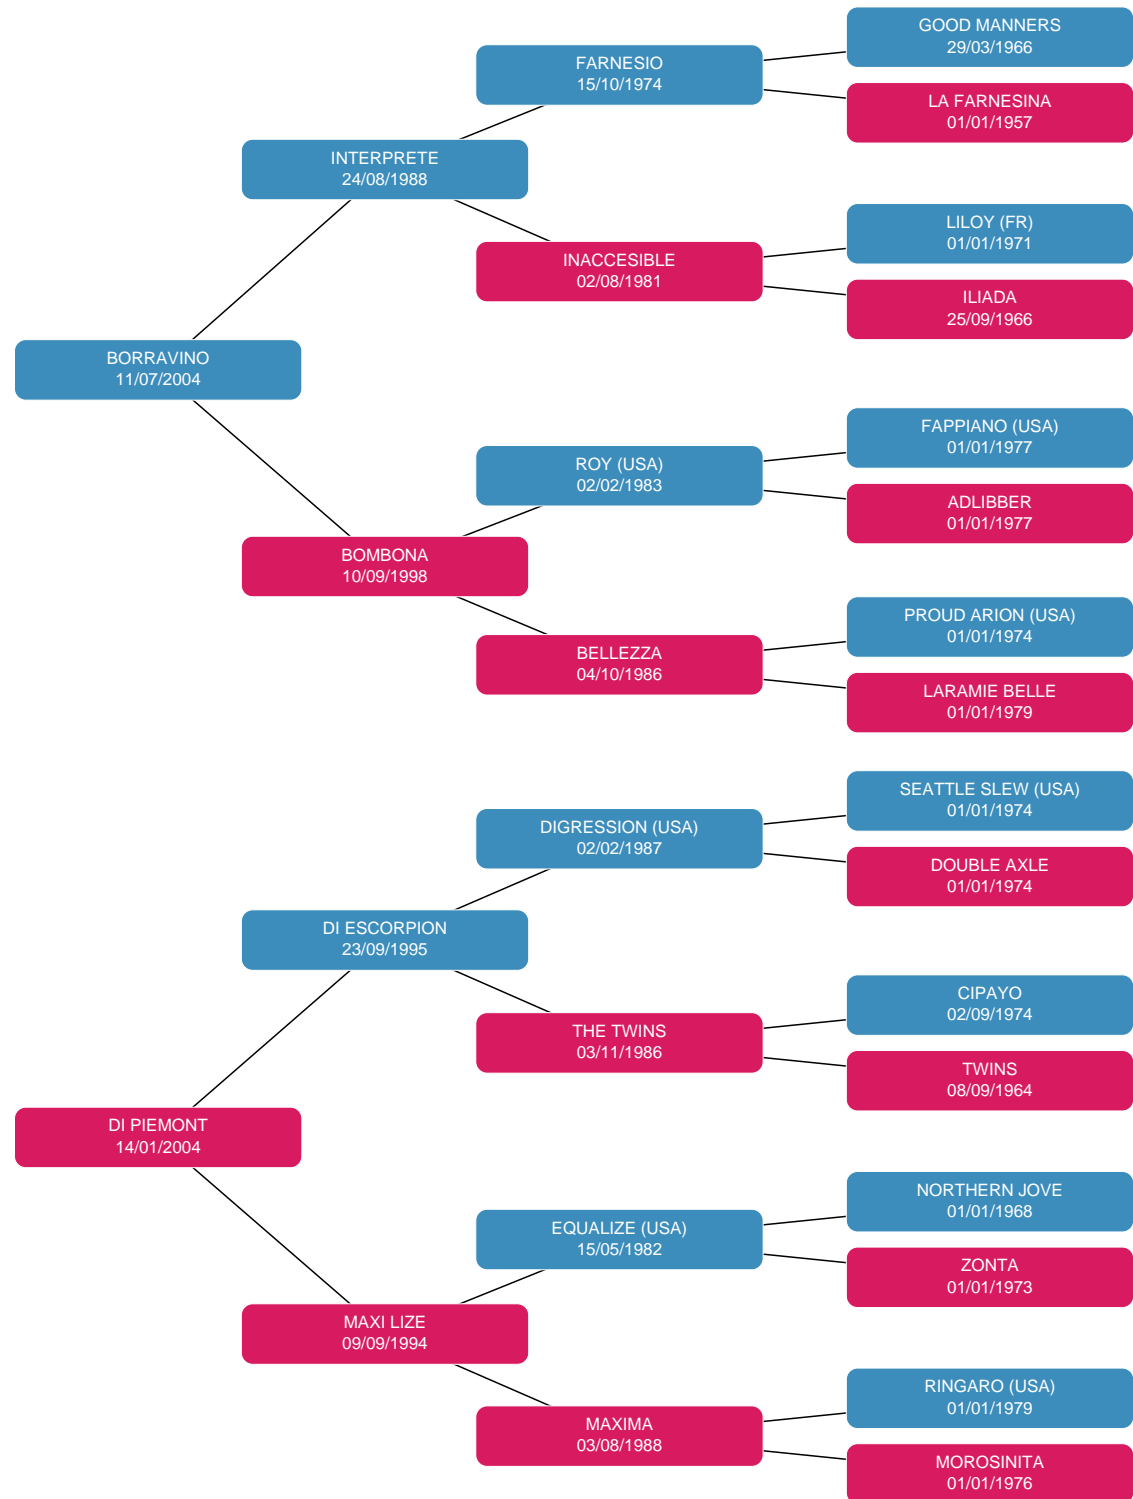 GOOD MANNERS
29/03/1966
FARNESIO
15/10/1974
LA FARNESINA
01/01/1957
INTERPRETE
24/08/1988
LILOY (FR)
01/01/1971
INACCESIBLE
02/08/1981
ILIADA
25/09/1966
BORRAVINO
11/07/2004
FAPPIANO (USA)
01/01/1977
ROY (USA)
02/02/1983
ADLIBBER
01/01/1977
BOMBONA
10/09/1998
PROUD ARION (USA)
01/01/1974
BELLEZZA
04/10/1986
LARAMIE BELLE
01/01/1979
SEATTLE SLEW (USA)
01/01/1974
DIGRESSION (USA)
02/02/1987
DOUBLE AXLE
01/01/1974
DI ESCORPION
23/09/1995
CIPAYO
02/09/1974
THE TWINS
03/11/1986
TWINS
08/09/1964
DI PIEMONT
14/01/2004
NORTHERN JOVE
01/01/1968
EQUALIZE (USA)
15/05/1982
ZONTA
01/01/1973
MAXI LIZE
09/09/1994
RINGARO (USA)
01/01/1979
MAXIMA
03/08/1988
MOROSINITA
01/01/1976